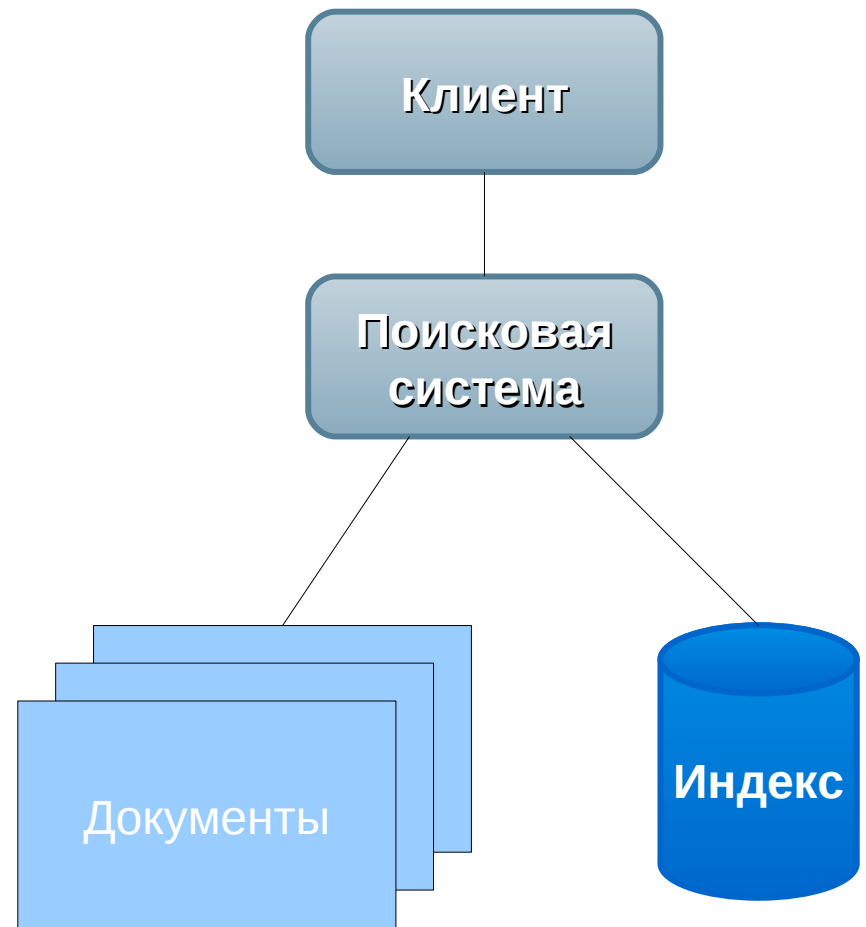 Клиент
Поисковая
система
Документы
Индекс